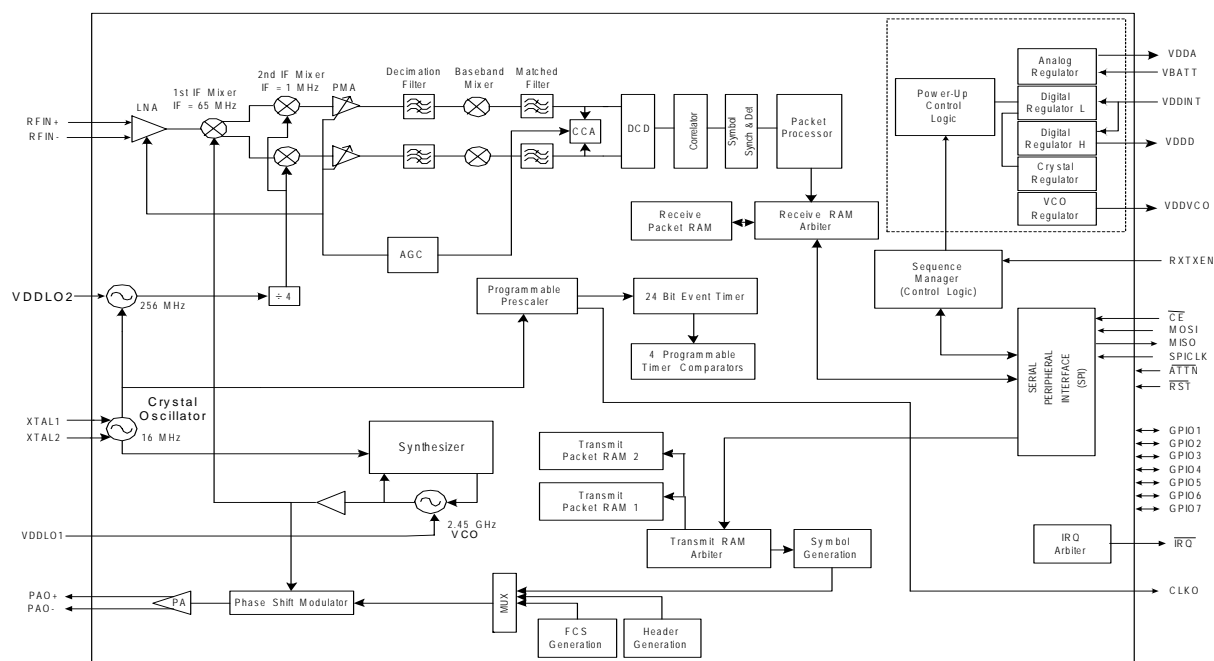 RFIN+
RFIN-
LNA
1st IF Mixer
IF = 65 MHz
2nd IF Mixer
IF = 1 MHz
PMA
Decimation
Filter
Baseband
Mixer
Matched
Filter
CCA
DCD
Correlator
Symbol
Synch & Det
Packet
Processor
Power-Up
Control
Logic
Analog
Regulator
Digital
Regulator L
Digital
Regulator H
Crystal
Regulator
VCO
Regulator
VDDA
VBATT
VDDINT
VDDD
VDDVCO
Receive
Packet RAM
Receive RAM
Arbiter
AGC
Sequence
Manager
(Control Logic)
RXTXEN
VDDLO2
256 MHz
÷ 4
Programmable
Prescaler
24 Bit Event Timer
4 Programmable
Timer Comparators
SERIAL
PERIPHERAL
INTERFACE
(SPI)
CE
MOSI
MISO
SPICLK
ATTN
RST
Crystal
Oscillator
XTAL1
XTAL2
16 MHz
Synthesizer
2.45 GHz
VCO
VDDLO1
Transmit
Packet RAM 2
Transmit
Packet RAM 1
Transmit RAM
Arbiter
Symbol
Generation
GPIO1
GPIO2
GPIO3
GPIO4
GPIO5
GPIO6
GPIO7
IRQ
Arbiter
IRQ
CLKO
PAO+
PAO-
PA
Phase Shift Modulator
MUX
FCS
Generation
Header
Generation